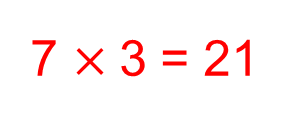 7 × 3 = 21